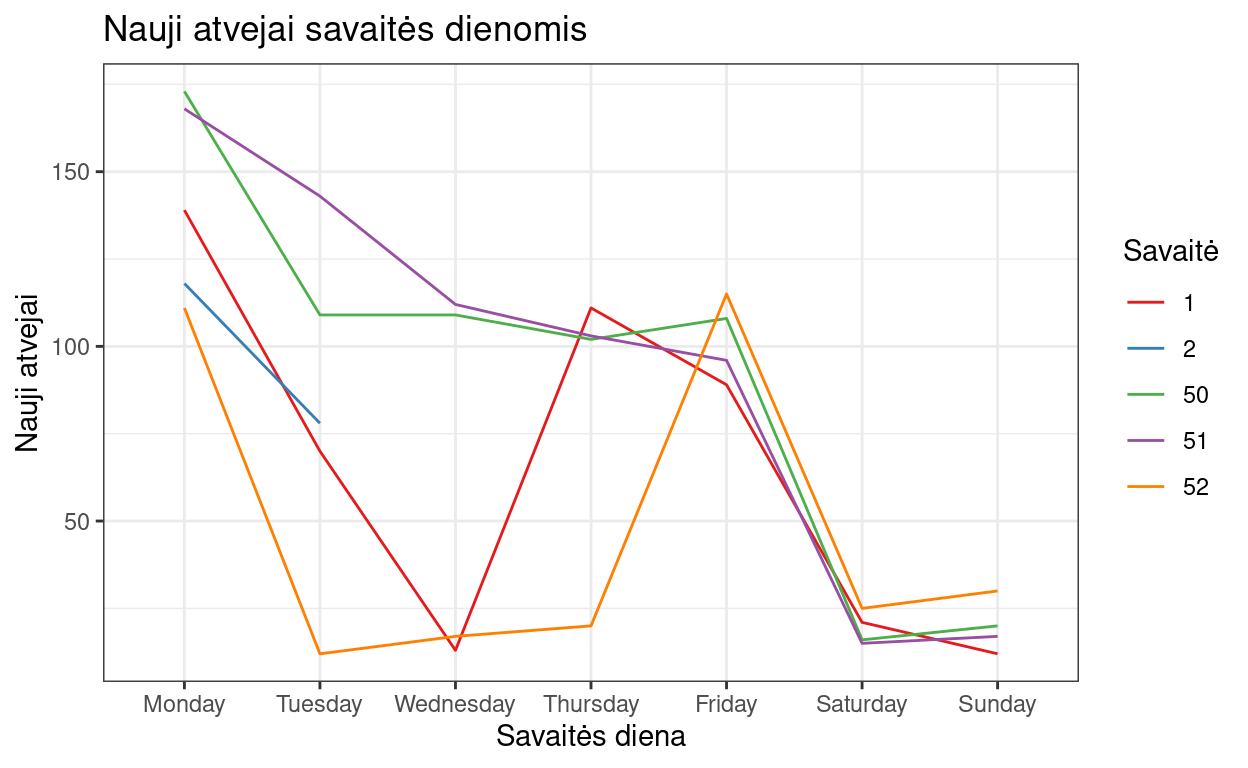 Nauji atvejai savaitės dienomis
Nauji atvejai
150
100
50
Monday Tuesday Wednesday Thursday Friday Saturday Sunday
Savaitės diena
Savaitė
1
2
50
51
52